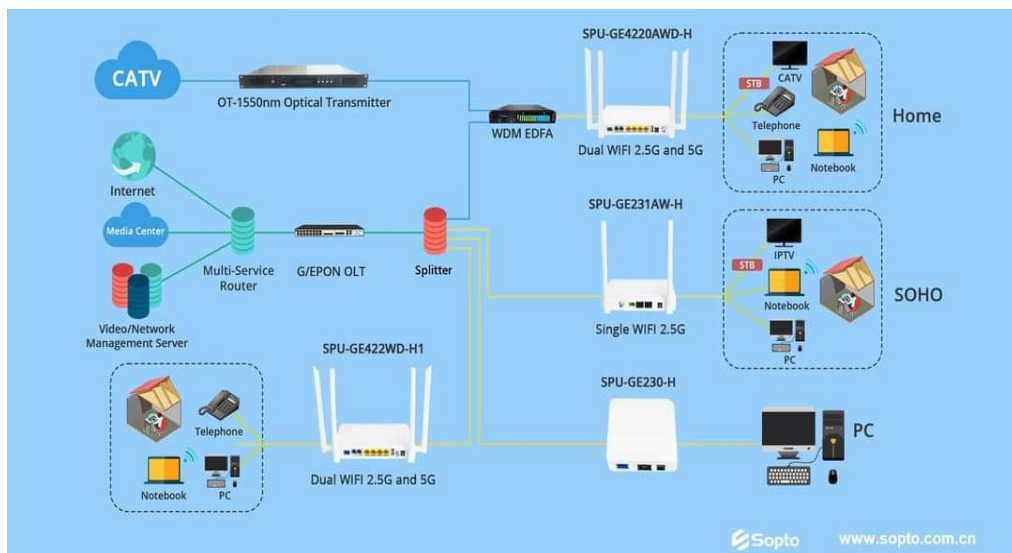 SPU-GE4220AWD-H
CATV
OT-1550nm Optical Transmitter
WDM EDFA
Dual WIFI 2.5G and 5G
STB
CATV
Telephone
PC
Notebook
Home
Internet
Media Center
Video/Network
Management Server
Multi-Service
Router
G/EPON OLT
Splitter
SPU-GE231AW-H
Single WIFI 2.5G
STB
IPTV
Notebook
PC
SOHO
SPU-GE422WD-H1
Dual WIFI 2.5G and 5G
Telephone
Notebook
PC
SPU-GE230-H
PC
Sopto
www.sopto.com.cn